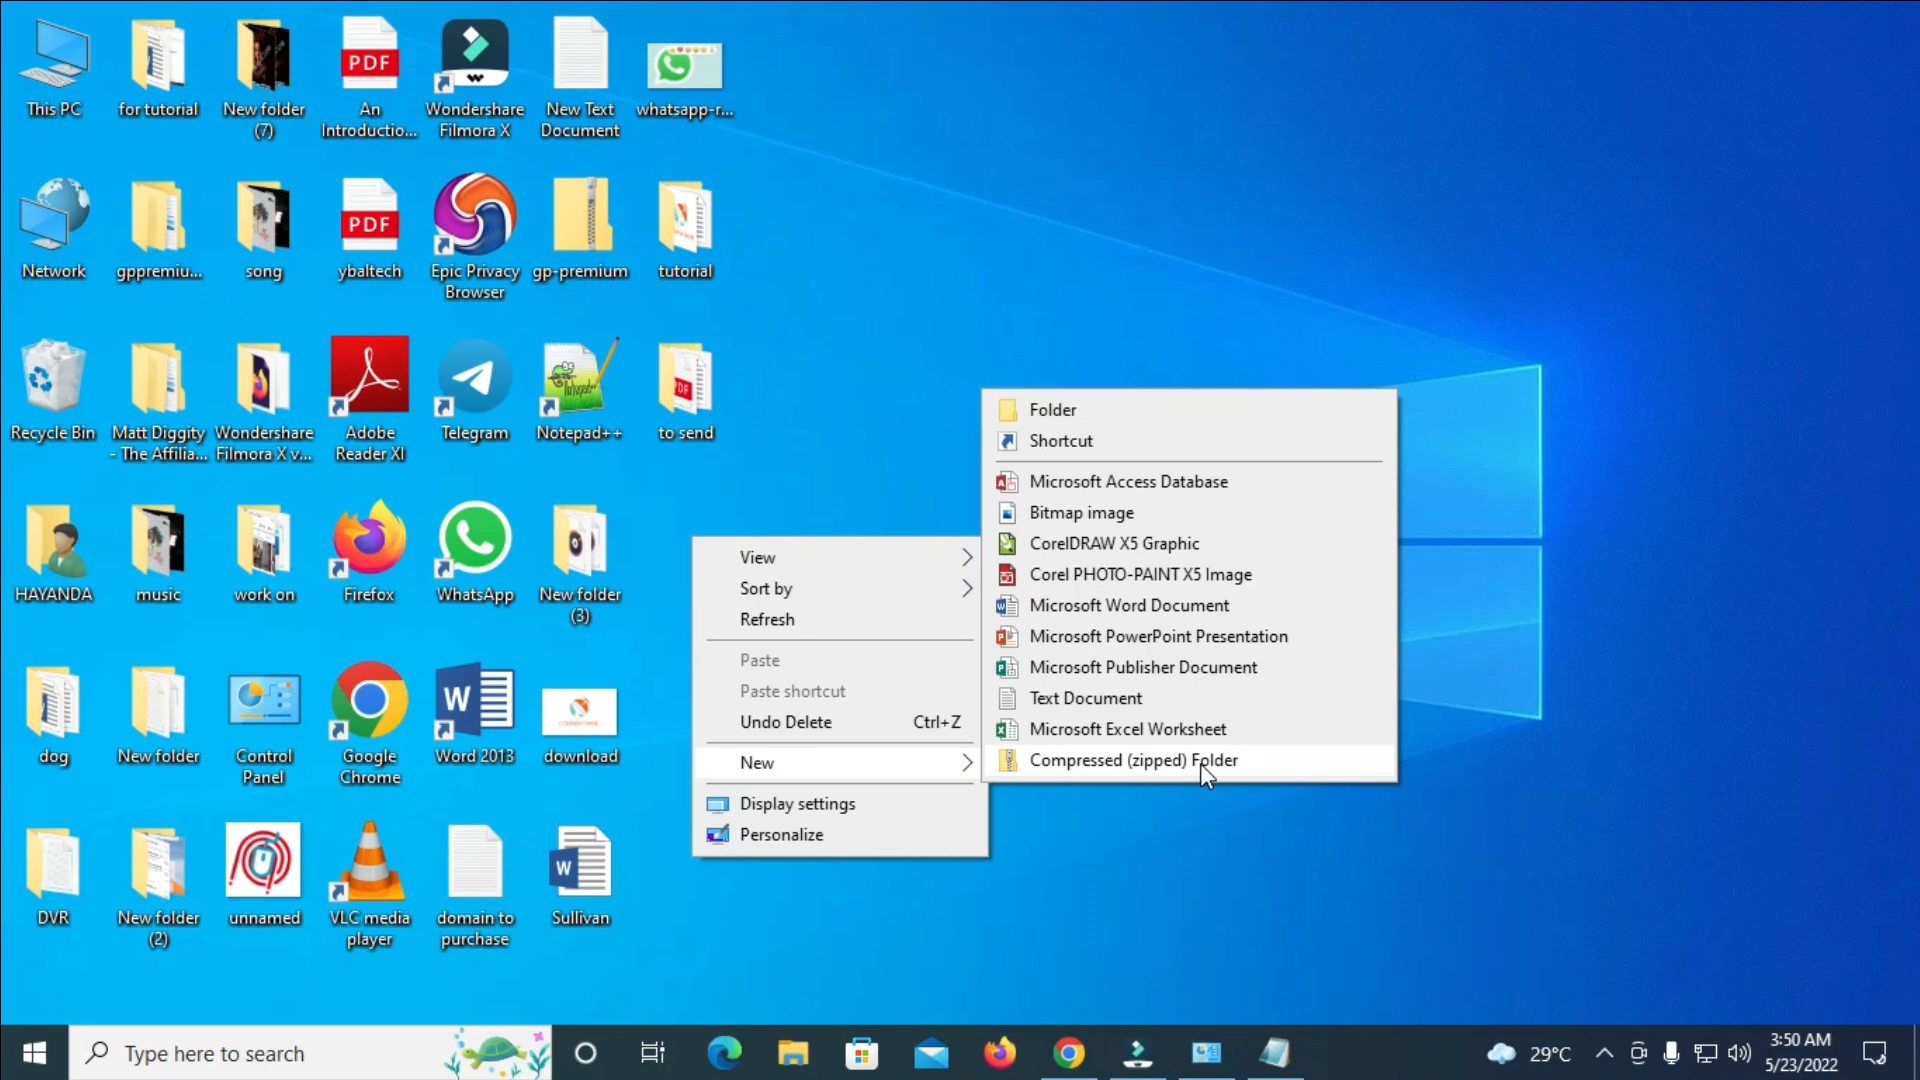 This PC
for tutorial
New folder
(7)
PDF
An
Introductio...
Wondershare
Filmora X
New Text
Document
whatsapp-r...
Network
gppremiu...
song
PDF
ybaltech
Epic Privacy
Browser
gp-premium
tutorial
Recycle Bin
Matt Diggity
- The Affilia...
Wondershare
Filmora X v...
Adobe
Reader XI
Telegram
Notepad++
PDF
to send
HAYANDA
music
work on
Firefox
WhatsApp
New folder
(3)
dog
New folder
Control
Panel
Google
Chrome
W
Word 2013
download
DVR
New folder
(2)
unnamed
VLC media
player
domain to
purchase
W
Sullivan
View
Sort by
Refresh
Paste
Paste shortcut
Undo Delete Ctrl+Z
New
Display settings
Personalize
Folder
Shortcut
Microsoft Access Database
Bitmap image
CorelDRAW X5 Graphic
Corel PHOTO-PAINT X5 Image
Microsoft Word Document
Microsoft PowerPoint Presentation
Microsoft Publisher Document
Text Document
Microsoft Excel Worksheet
Compressed (zipped) Folder
Type here to search
29°C
3:50 AM
5/23/2022